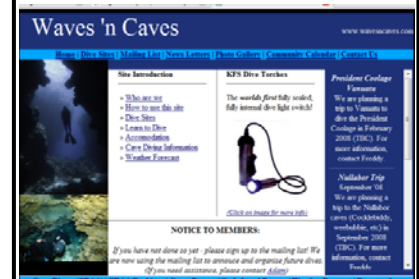 Waves 'n Caves
www.wavesncaves.com
Home | Dive Sites | Mailing List | News Letters | Photo Gallery | Community Calendar | Contact Us
Site Introduction
» Who are we
» How to use this site
» Dive Sites
» Learn to Dive
» Accomodation
» Cave Diving Information
» Weather Forecast
KFS Dive Torches
The worlds first fully sealed,
fully internal dive light switch!
(Click on image for more info)
President Coolage
Vanuatu
We are planning a
trip to Vanuatu to
dive the President
Coolage in February
2008 (TBC). For
more information,
contact Freddy.
Nullabor Trip
September '08
We are planning a
trip to the Nullabor
caves (Cocklebiddy,
weebubbie, etc) in
September 2008
(TBC). For more
information, contact
Freddy
NOTICE TO MEMBERS:
If you have not done so yet - please sign up to the mailing list! We
are now using the mailing list to annouce and organise future dives.
(If you need assistance, please contact Adam)